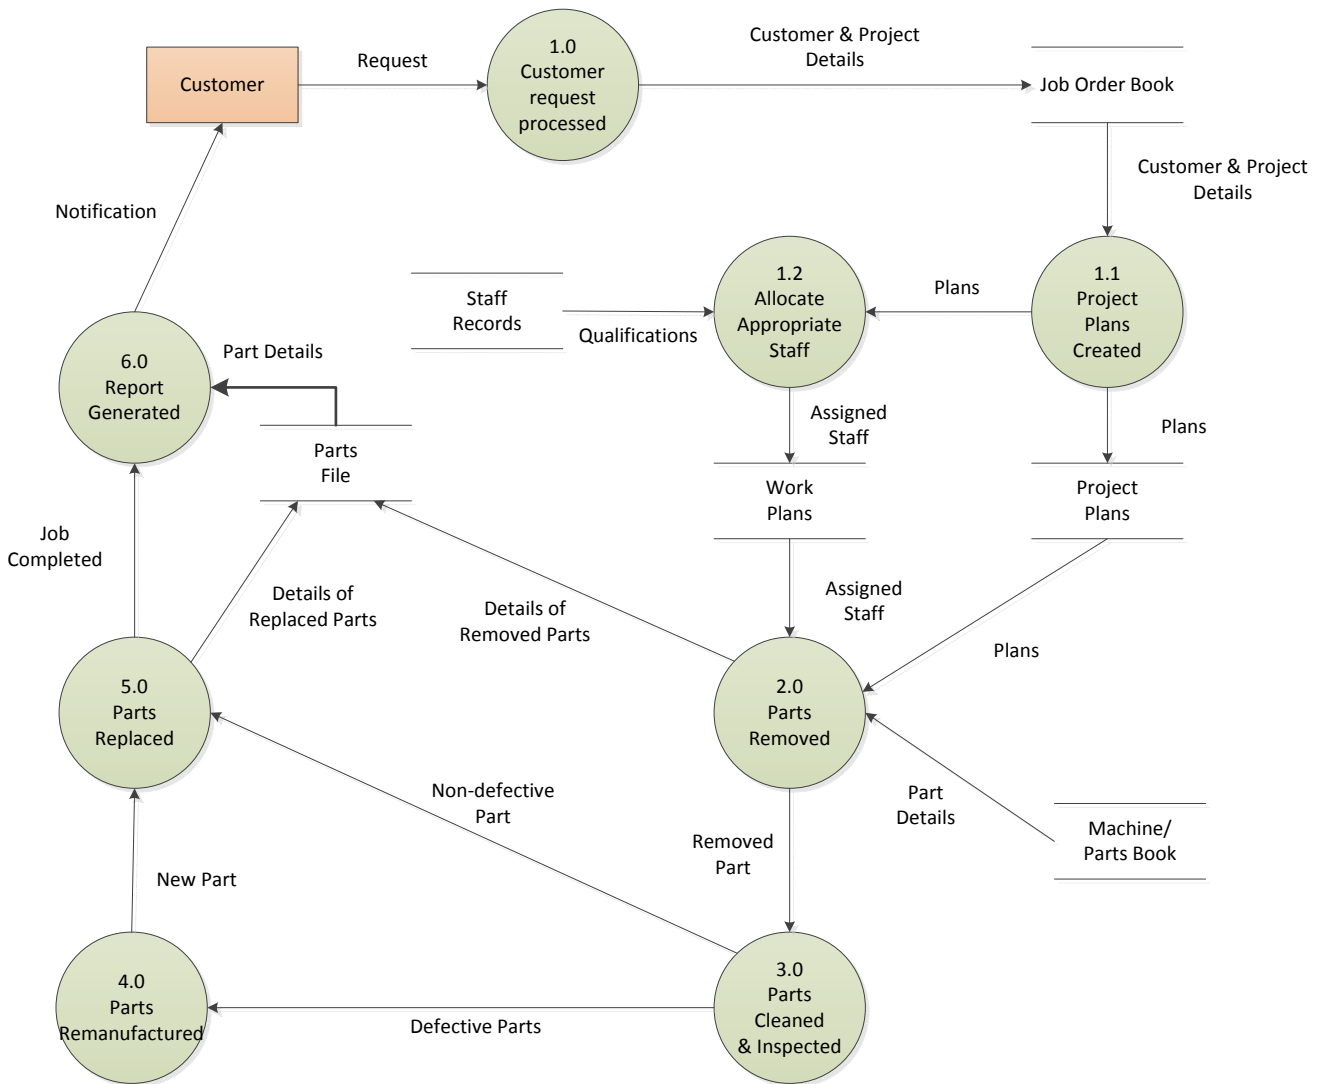 Customer
Request
1.0
Customer
request
processed
Customer & Project
Details
Job Order Book
Customer & Project
Details
Notification
Staff
Records
Qualifications
1.2
Allocate
Appropriate
Staff
Plans
1.1
Project
Plans
Created
6.0
Report
Generated
Part Details
Parts
File
Assigned
Staff
Plans
Work
Plans
Project
Plans
Job
Completed
Details of
Replaced Parts
Details of
Removed Parts
Assigned
Staff
Plans
5.0
Parts
Replaced
2.0
Parts
Removed
Non-defective
Part
Part
Details
Machine/
Parts Book
Removed
Part
New Part
4.0
Parts
Remanufactured
Defective Parts
3.0
Parts
Cleaned
& Inspected